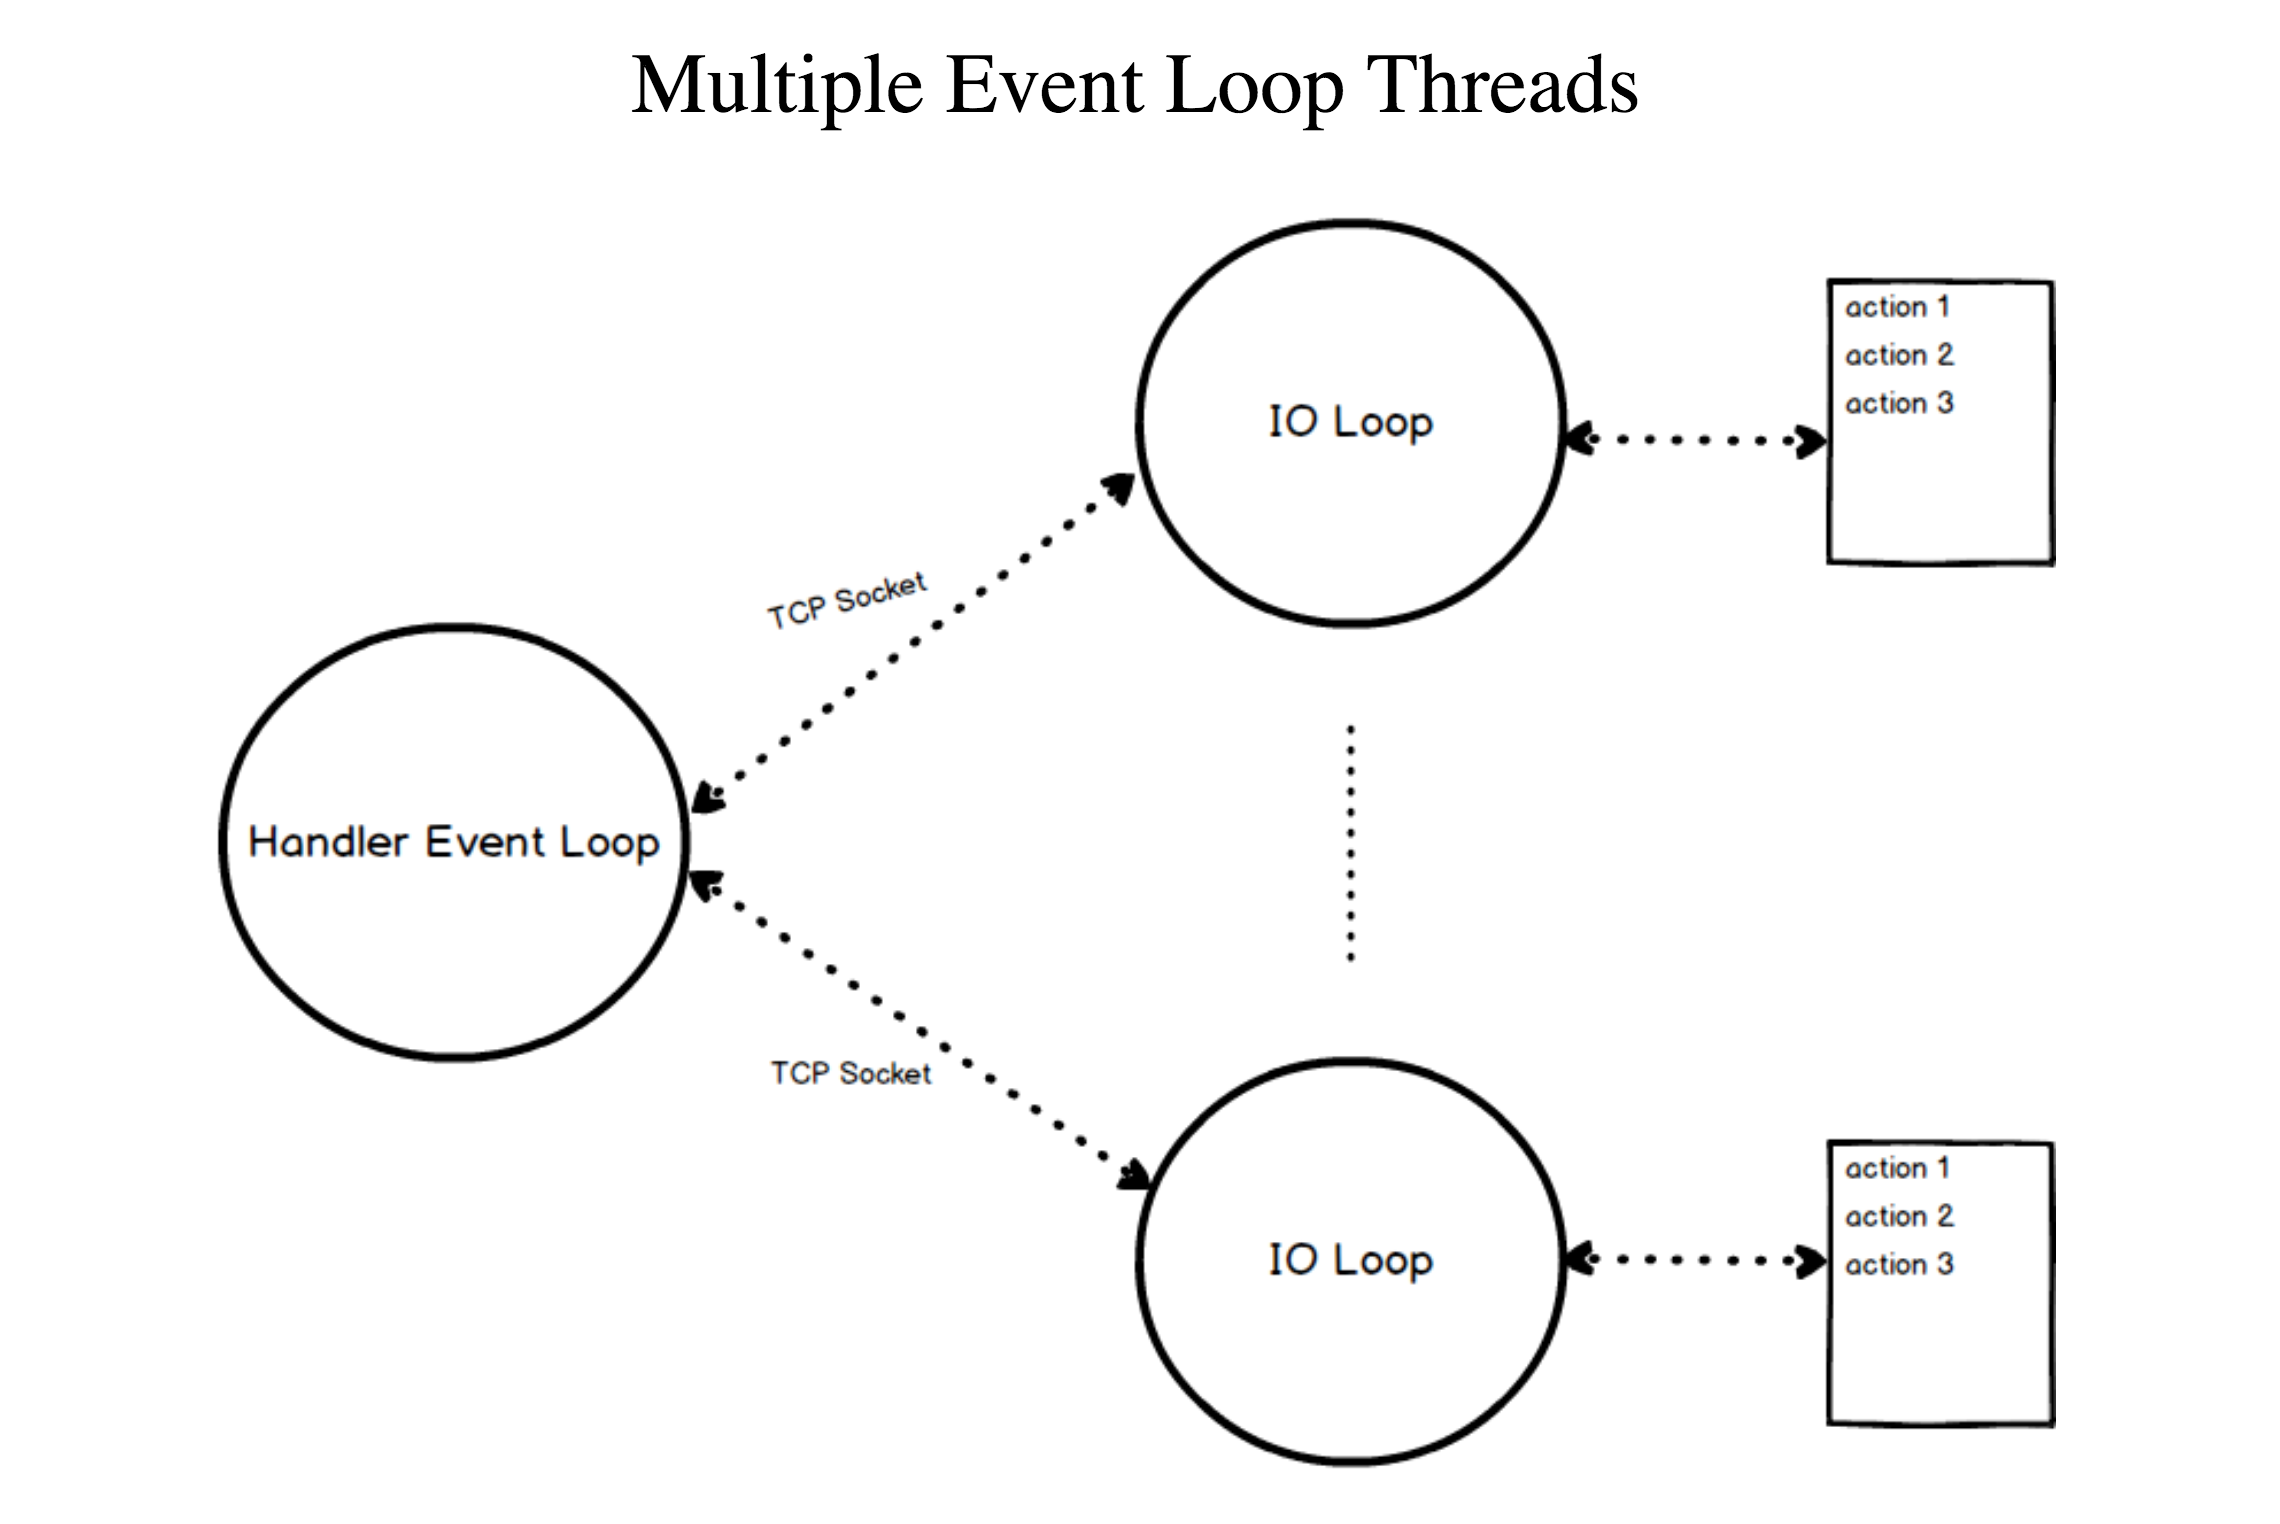 Multiple Event Loop Threads
IO Loop
action 1
action 2
action 3
TCP Socket
Handler Event Loop
TCP Socket
IO Loop
action 1
action 2
action 3